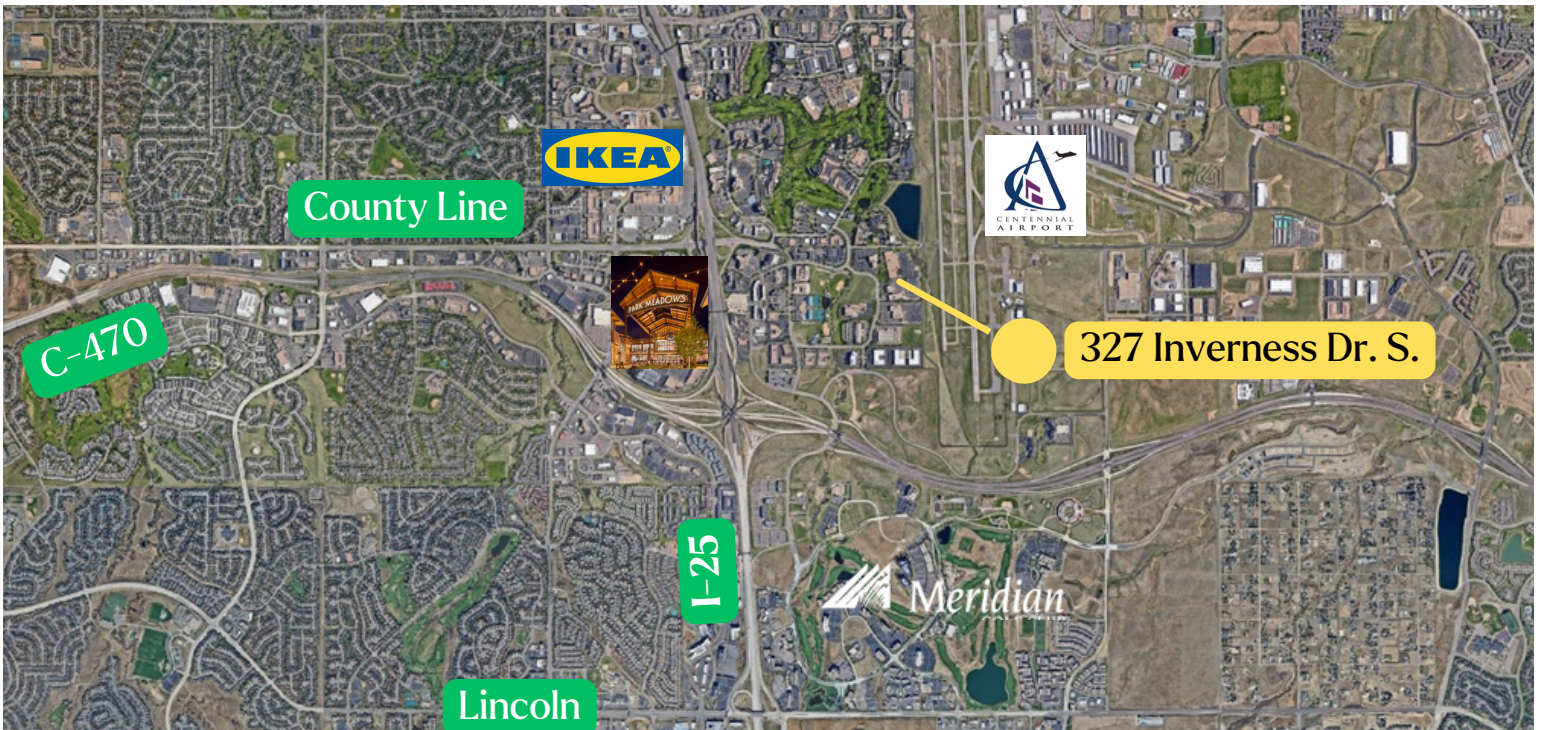 IKEA®
County Line
CENTENNIAL
AIRPORT
PARK MEADOWS
C-470
327 Inverness Dr. S.
I-25
Meridian
Lincoln